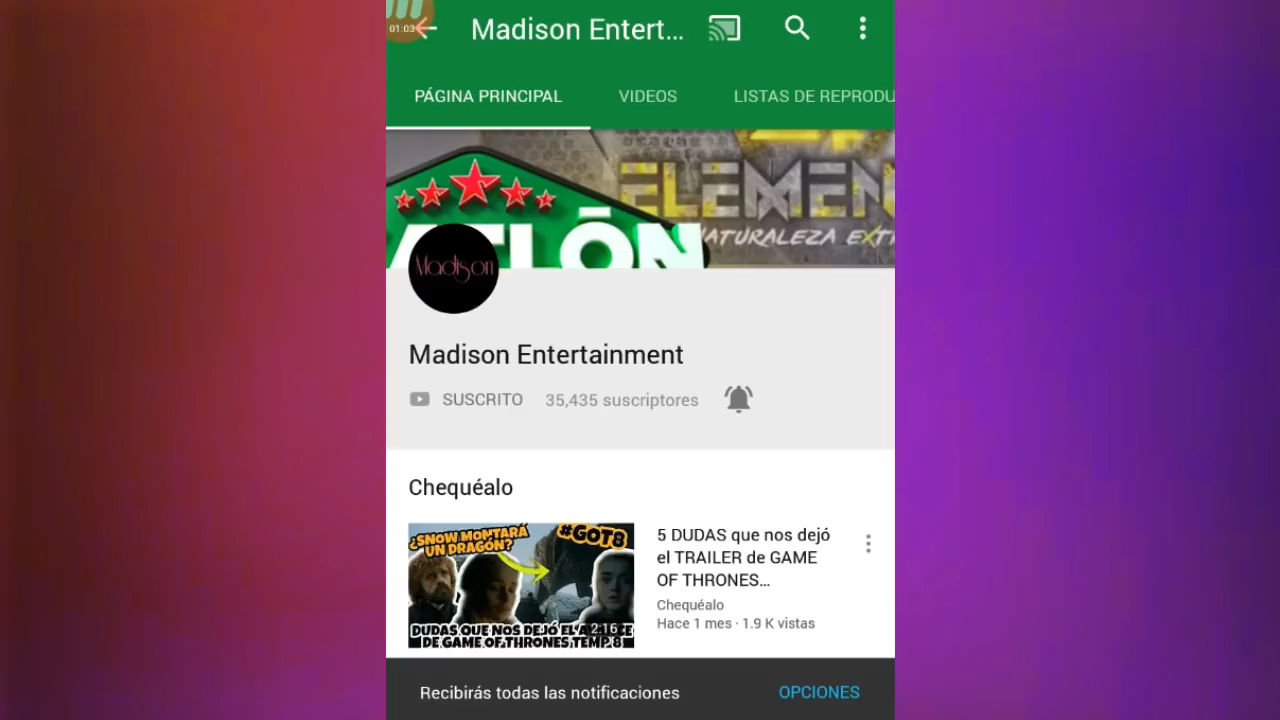 01:03
Madison Entert...
PÁGINA PRINCIPAL VIDEOS LISTAS DE REPRODU
ELEMEN
ATLÓN
NATURALEZA EXT
Madison
Madison Entertainment
SUSCRITO 35,435 suscriptores
Chequéalo
¿SNOW MONTARÁ
UN DRAGÓN?
#GOT8
DUDAS QUE NOS DEJÓ EL
DE GAME OF THRONES TEMP 8
2:16
5 DUDAS que nos dejó
el TRAILER de GAME
OF THRONES...
Chequéalo
Hace 1 mes · 1.9 K vistas
Recibirás todas las notificaciones OPCIONES